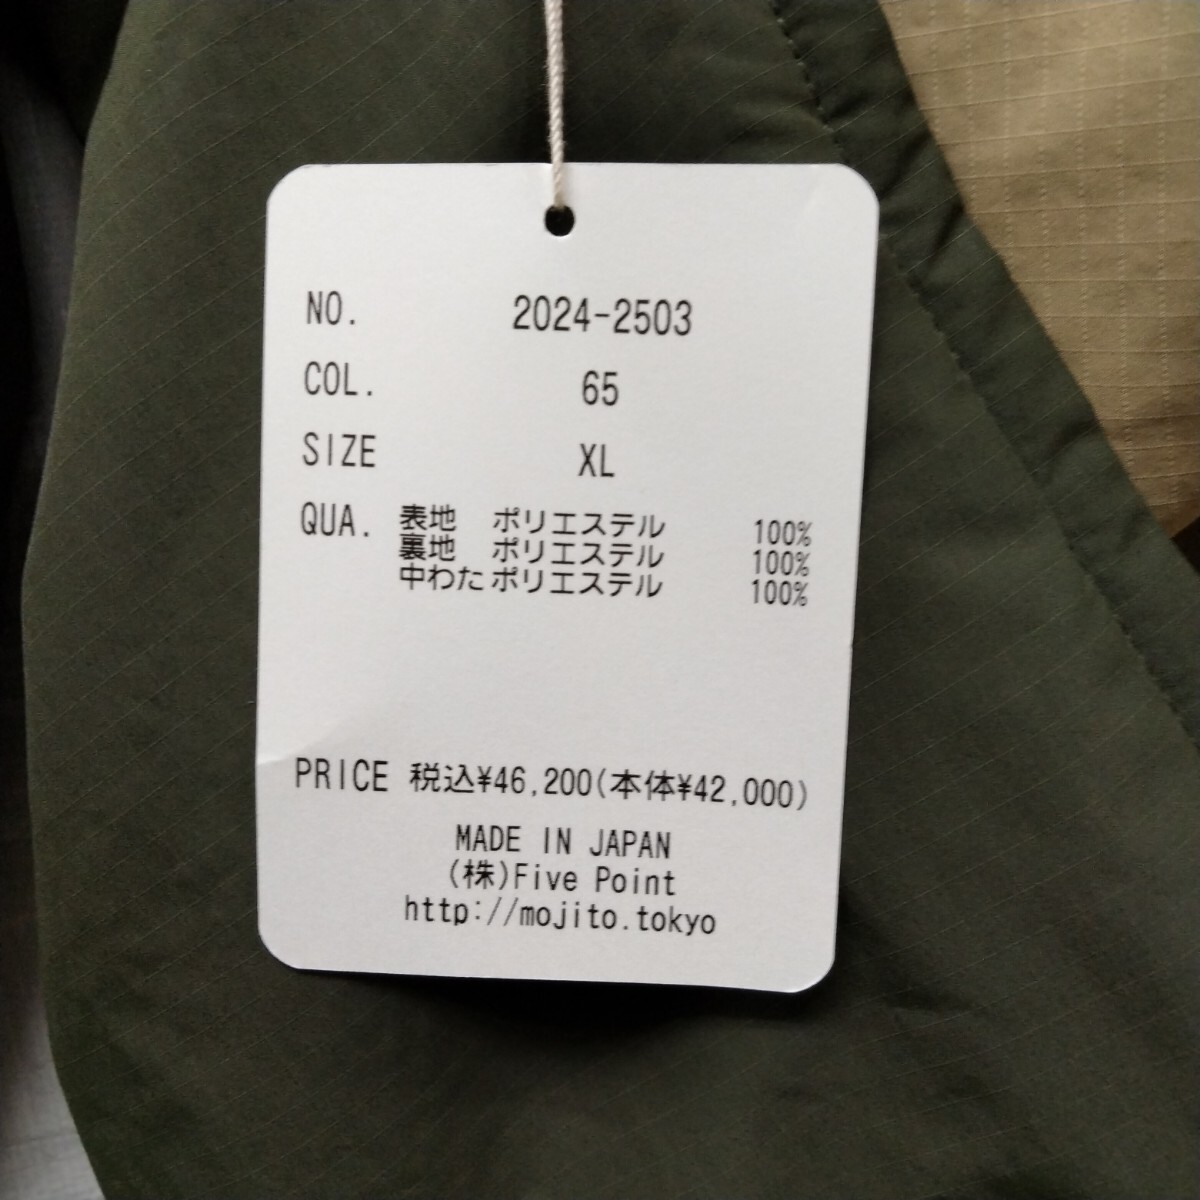 NO. 2024-2503
COL. 65
SIZE XL
QUA. 表地 ポリエステル 100%
裏地 ポリエステル 100%
中わた ポリエステル 100%
PRICE 税込¥46,200(本体¥42,000)
MADE IN JAPAN
(株)Five Point
http://mojito.tokyo